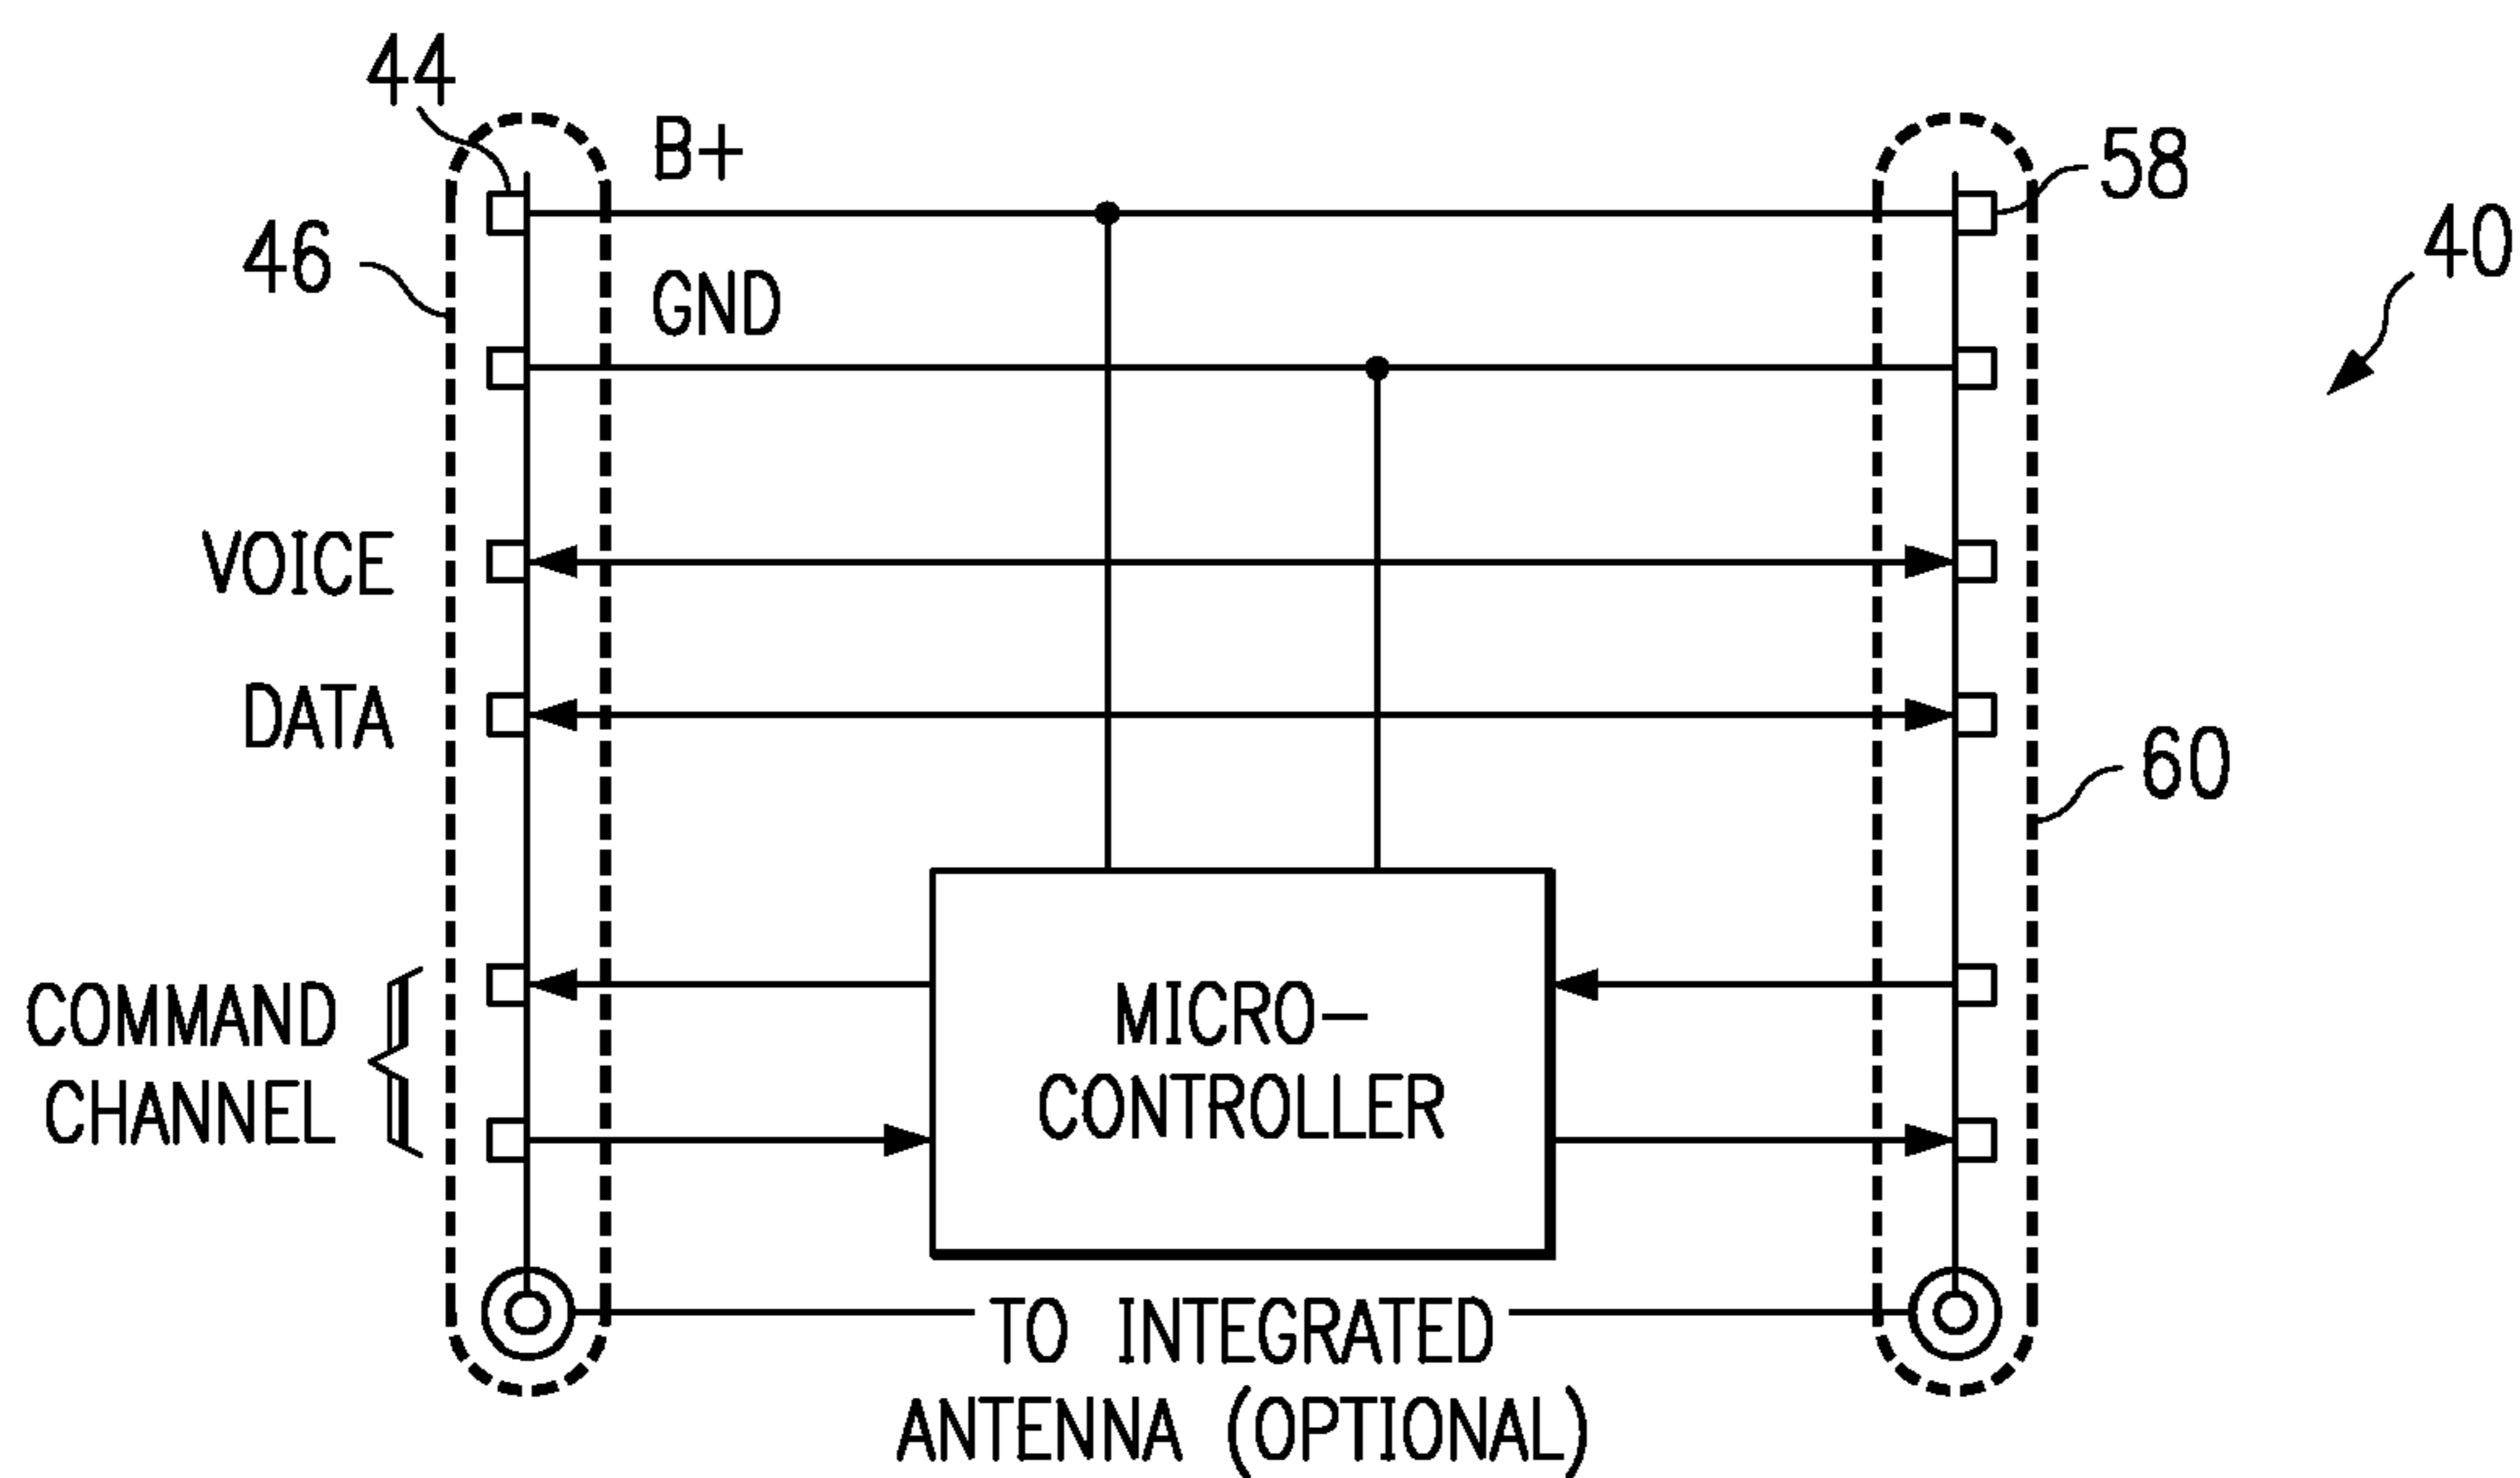 44
B+
58
46
40
GND
VOICE
DATA
60
COMMAND
CHANNEL
MICRO-
CONTROLLER
TO INTEGRATED
ANTENNA (OPTIONAL)